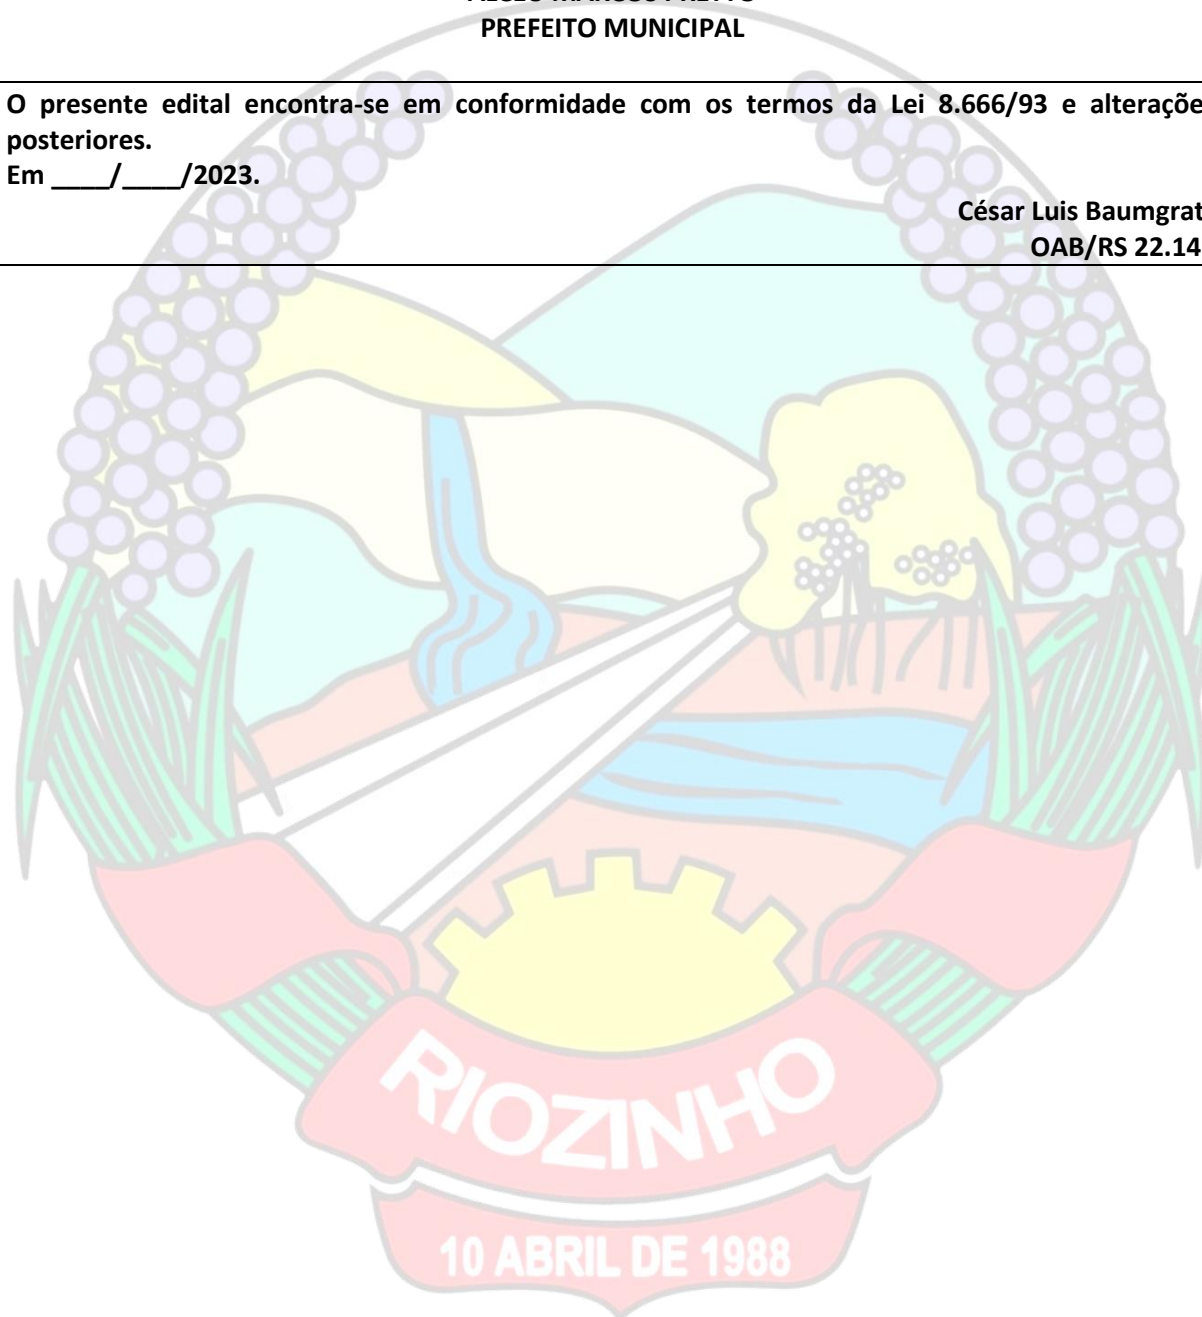 PREFEITO MUNICIPAL
O presente edital encontra-se em conformidade com os termos da Lei 8.666/93 e alteraçõe
posteriores.
Em ____/____/2023.
César Luis Baumgrat
OAB/RS 22.14
RIOZINHO
10 ABRIL DE 1988